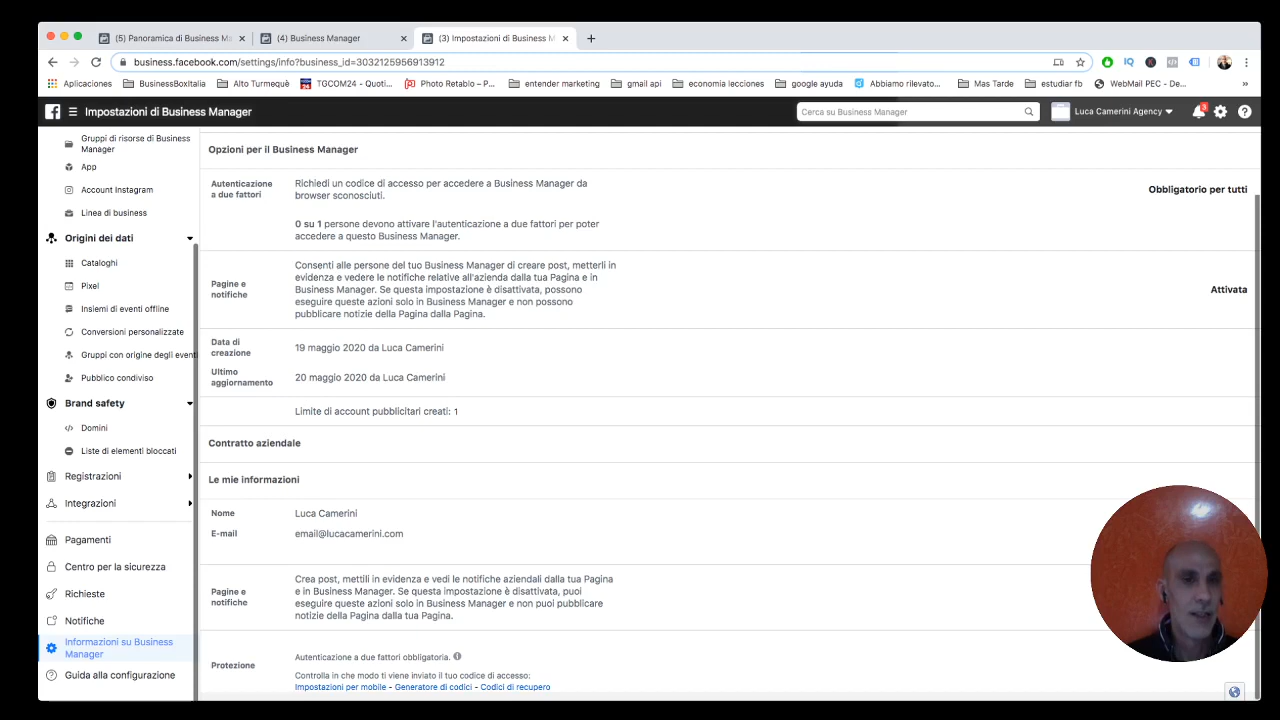 (5) Panoramica di Business M
(4) Business Manager
(3) Impostazioni di Business M
business.facebook.com/settings/info?business_id=3032125956913912
Aplicaciones
BusinessBoxItalia
Alto Turmequé
TGCOM24 - Quoti...
Photo Retablo – P...
entender marketing
gmail api
economia lecciones
google ayuda
Abbiamo rilevato...
Mas Tarde
estudiar fb
WebMail PEC - De...
»
Impostazioni di Business Manager
Cerca su Business Manager
Luca Camerini Agency
3
Gruppi di risorse di Business
Manager
App
Account Instagram
Linea di business
Origini dei dati
Cataloghi
Pixel
Insiemi di eventi offline
Conversioni personalizzate
Gruppi con origine degli eventi
Pubblico condiviso
Brand safety
Domini
Liste di elementi bloccati
Registrazioni
Integrazioni
Pagamenti
Centro per la sicurezza
Richieste
Notifiche
Informazioni su Business
Manager
Guida alla configurazione
Opzioni per il Business Manager
Autenticazione
a due fattori
Richiedi un codice di accesso per accedere a Business Manager da
browser sconosciuti.
Obbligatorio per tutti
0 su 1 persone devono attivare l'autenticazione a due fattori per poter
accedere a questo Business Manager.
Pagine e
notifiche
Consenti alle persone del tuo Business Manager di creare post, metterli in
evidenza e vedere le notifiche relative all'azienda dalla tua Pagina e in
Business Manager. Se questa impostazione è disattivata, possono
eseguire queste azioni solo in Business Manager e non possono
pubblicare notizie della Pagina dalla Pagina.
Attivata
Data di
creazione
19 maggio 2020 da Luca Camerini
Ultimo
aggiornamento
20 maggio 2020 da Luca Camerini
Limite di account pubblicitari creati: 1
Contratto aziendale
Le mie informazioni
Nome
Luca Camerini
E-mail
email@lucacamerini.com
Pagine e
notifiche
Crea post, mettili in evidenza e vedi le notifiche aziendali dalla tua Pagina
e in Business Manager. Se questa impostazione è disattivata, puoi
eseguire queste azioni solo in Business Manager e non puoi pubblicare
notizie della Pagina dalla tua Pagina.
Protezione
Autenticazione a due fattori obbligatoria.
Controlla in che modo ti viene inviato il tuo codice di accesso:
Impostazioni per mobile - Generatore di codici - Codici di recupero